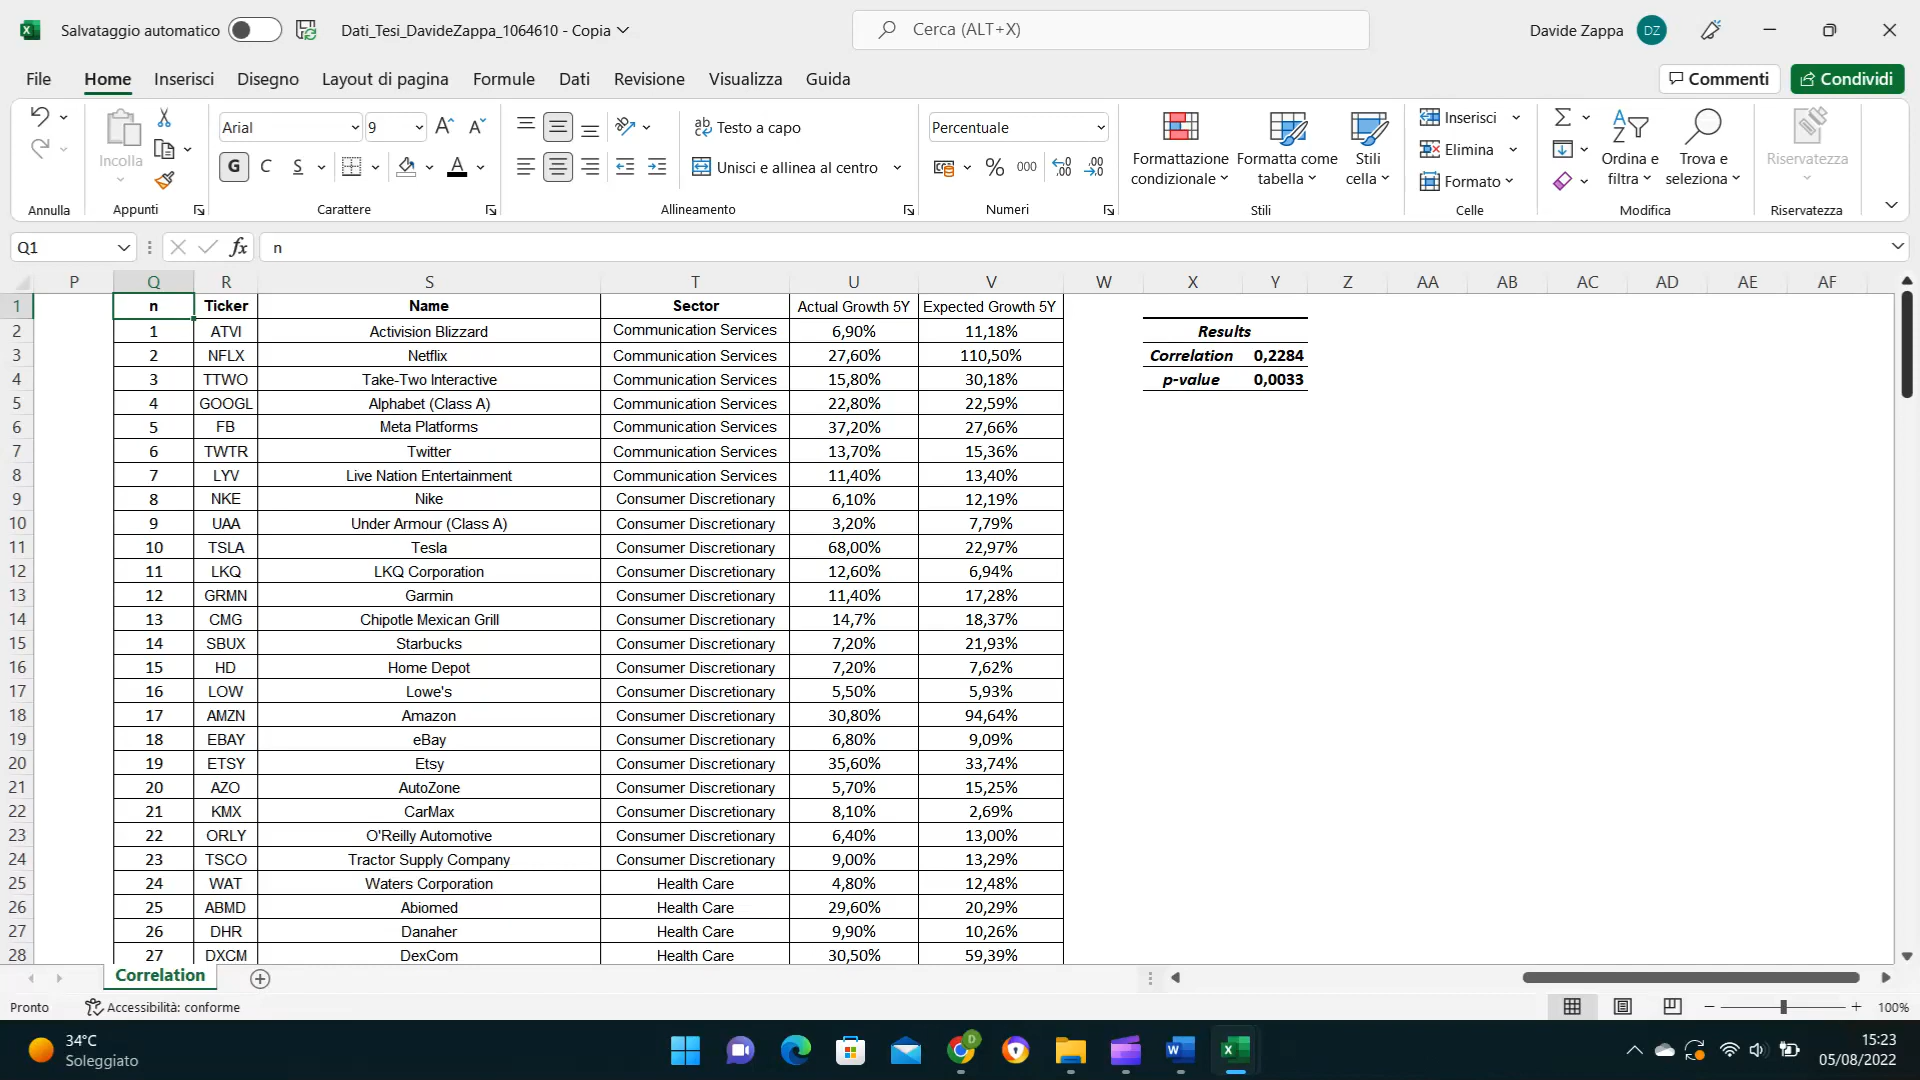 Salvataggio automatico Dati_Tesi_DavideZappa_1064610 - Copia Cerca (ALT+X) Davide Zappa DZ
File Home Inserisci Disegno Layout di pagina Formule Dati Revisione Visualizza Guida Commenti Condividi
Annulla
Incolla
Appunti
Arial 9
G C S A
Carattere
Testo a capo
Unisci e allinea al centro
Allineamento
Percentuale
% 000
Numeri
Formattazione condizionale
Formatta come tabella
Stili cella
Stili
Inserisci
Elimina
Formato
Celle
Ordina e filtra
Trova e seleziona
Modifica
Riservatezza
Riservatezza
Q1 fx n
P Q R S T U V W X Y Z AA AB AC AD AE AF
1 n Ticker Name Sector Actual Growth 5Y Expected Growth 5Y
2 1 ATVI Activision Blizzard Communication Services 6,90% 11,18% Results
3 2 NFLX Netflix Communication Services 27,60% 110,50% Correlation 0,2284
4 3 TTWO Take-Two Interactive Communication Services 15,80% 30,18% p-value 0,0033
5 4 GOOGL Alphabet (Class A) Communication Services 22,80% 22,59%
6 5 FB Meta Platforms Communication Services 37,20% 27,66%
7 6 TWTR Twitter Communication Services 13,70% 15,36%
8 7 LYV Live Nation Entertainment Communication Services 11,40% 13,40%
9 8 NKE Nike Consumer Discretionary 6,10% 12,19%
10 9 UAA Under Armour (Class A) Consumer Discretionary 3,20% 7,79%
11 10 TSLA Tesla Consumer Discretionary 68,00% 22,97%
12 11 LKQ LKQ Corporation Consumer Discretionary 12,60% 6,94%
13 12 GRMN Garmin Consumer Discretionary 11,40% 17,28%
14 13 CMG Chipotle Mexican Grill Consumer Discretionary 14,7% 18,37%
15 14 SBUX Starbucks Consumer Discretionary 7,20% 21,93%
16 15 HD Home Depot Consumer Discretionary 7,20% 7,62%
17 16 LOW Lowe's Consumer Discretionary 5,50% 5,93%
18 17 AMZN Amazon Consumer Discretionary 30,80% 94,64%
19 18 EBAY eBay Consumer Discretionary 6,80% 9,09%
20 19 ETSY Etsy Consumer Discretionary 35,60% 33,74%
21 20 AZO AutoZone Consumer Discretionary 5,70% 15,25%
22 21 KMX CarMax Consumer Discretionary 8,10% 2,69%
23 22 ORLY O'Reilly Automotive Consumer Discretionary 6,40% 13,00%
24 23 TSCO Tractor Supply Company Consumer Discretionary 9,00% 13,29%
25 24 WAT Waters Corporation Health Care 4,80% 12,48%
26 25 ABMD Abiomed Health Care 29,60% 20,29%
27 26 DHR Danaher Health Care 9,90% 10,26%
28 27 DXCM DexCom Health Care 30,50% 59,39%
Correlation
Pronto Accessibilità: conforme 100%
34°C
Soleggiato
15:23
05/08/2022